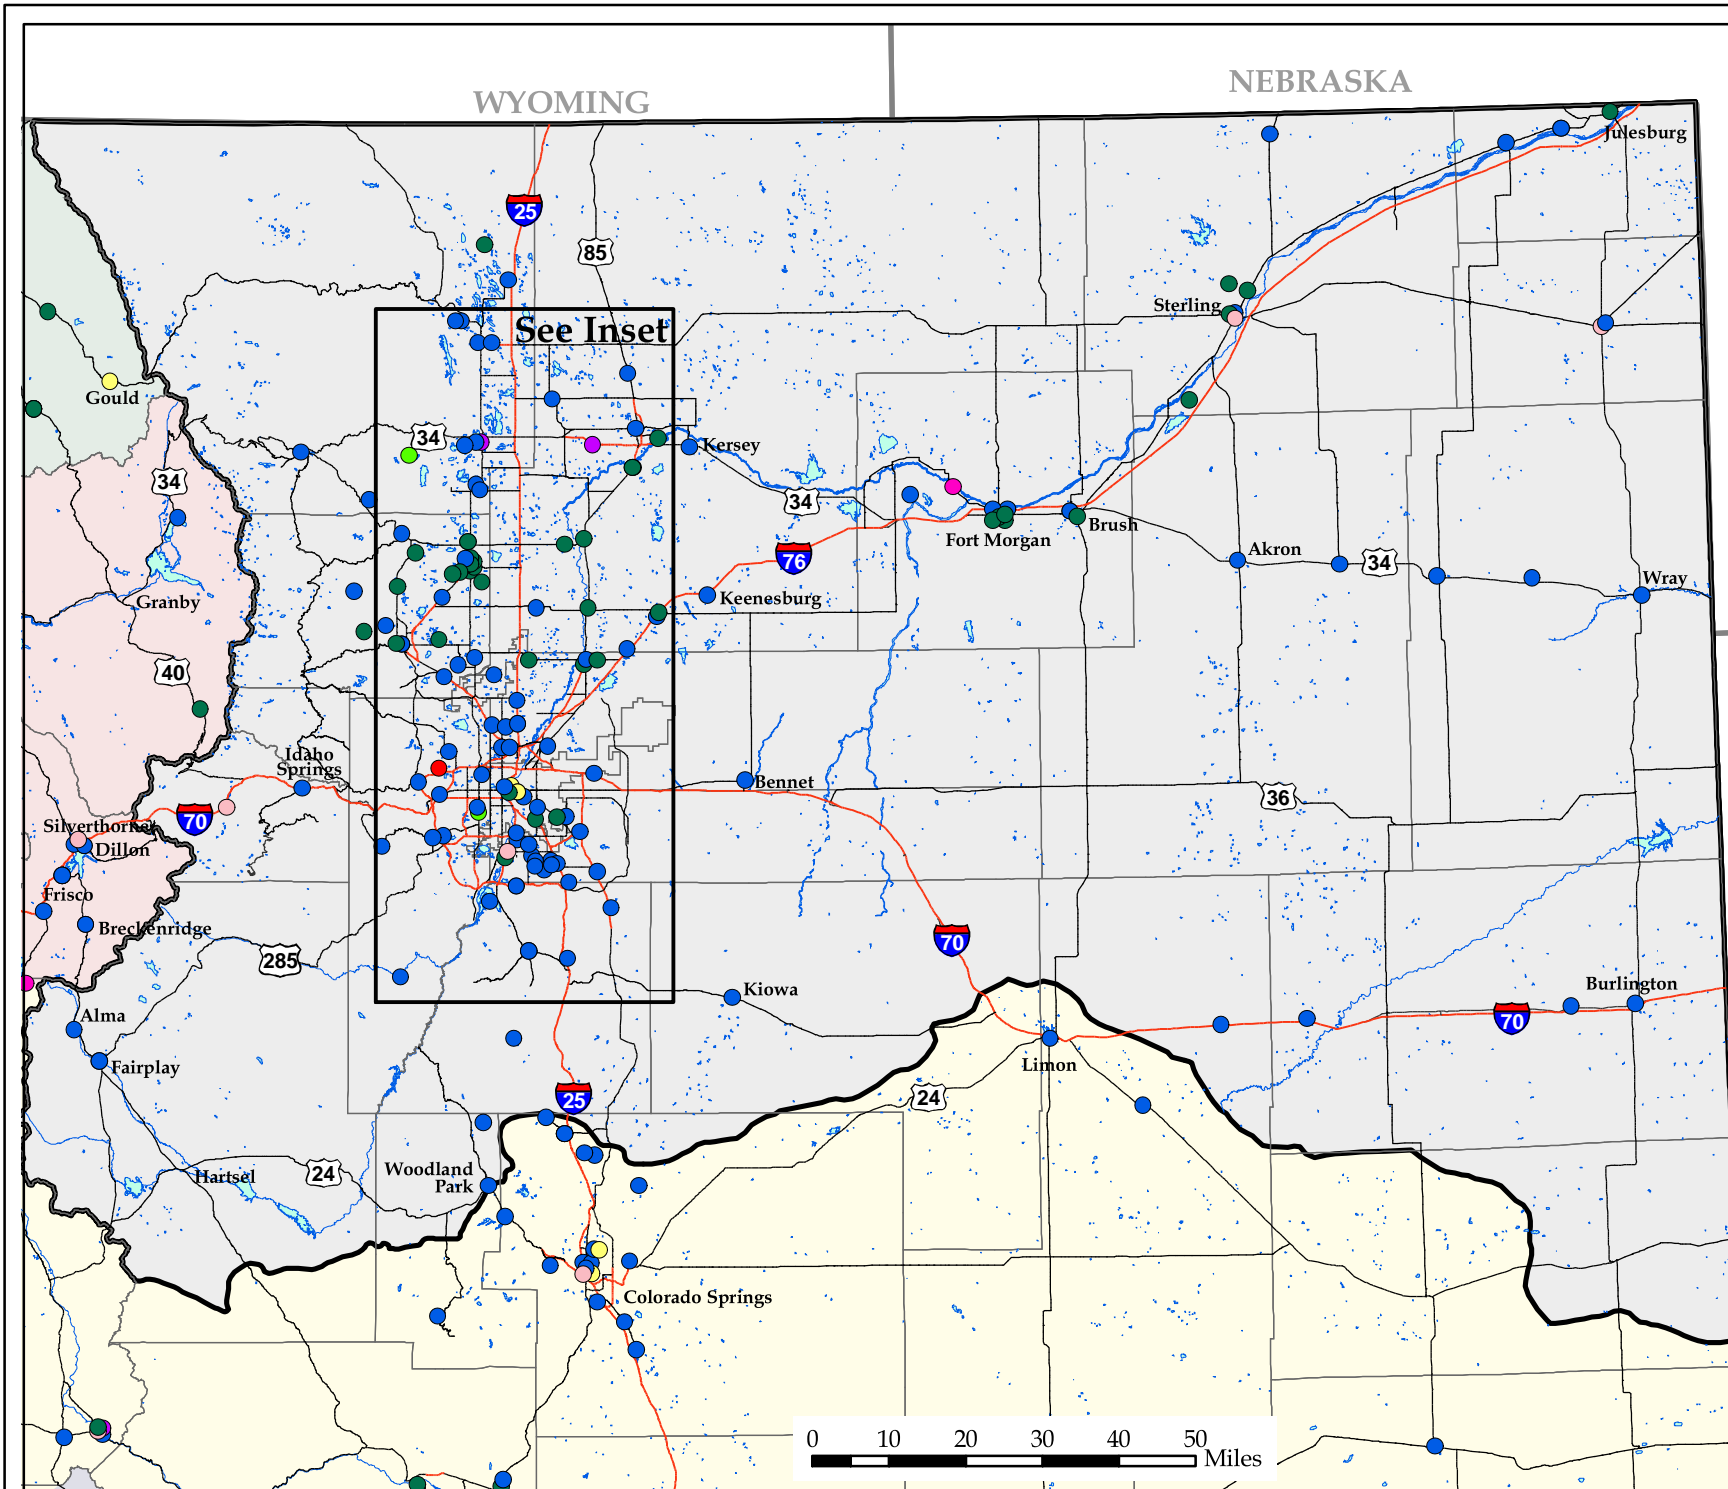 WYOMING
NEBRASKA
Julesburg
25
85
Sterling
See Inset
Gould
34
Kersey
34
34
Brush
Fort Morgan
76
Akron
34
Wray
Granby
Keenesburg
40
Idaho
Springs
Bennet
36
70
Silverthorne
Dillon
Frisco
Breckenridge
285
70
Kiowa
Burlington
Alma
70
Fairplay
Limon
25
24
Woodland
Park
Hartsel
24
Colorado Springs
0 10 20 30 40 50
Miles